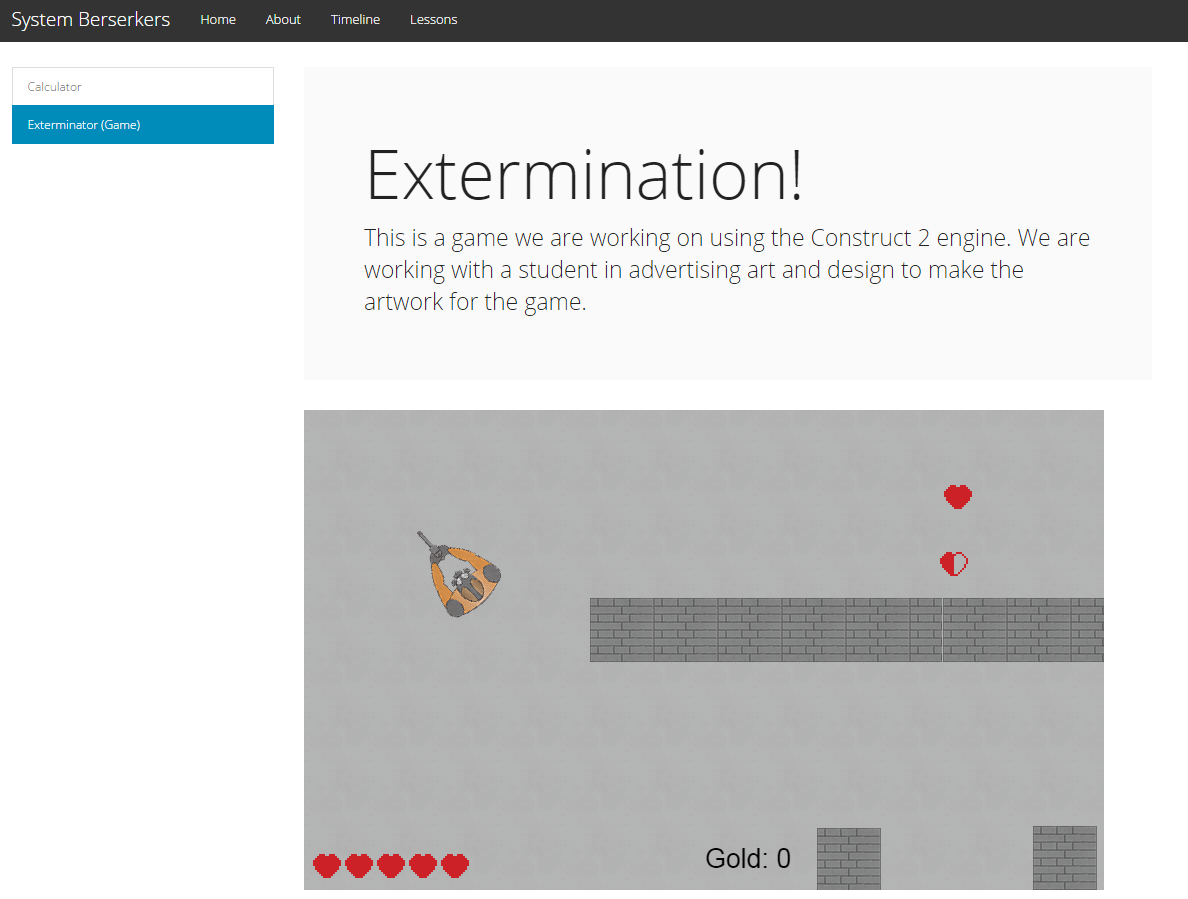 System Berserkers Home About Timeline Lessons
Calculator
Exterminator (Game)
Extermination!
This is a game we are working on using the Construct 2 engine. We are
working with a student in advertising art and design to make the
artwork for the game.
Gold: 0